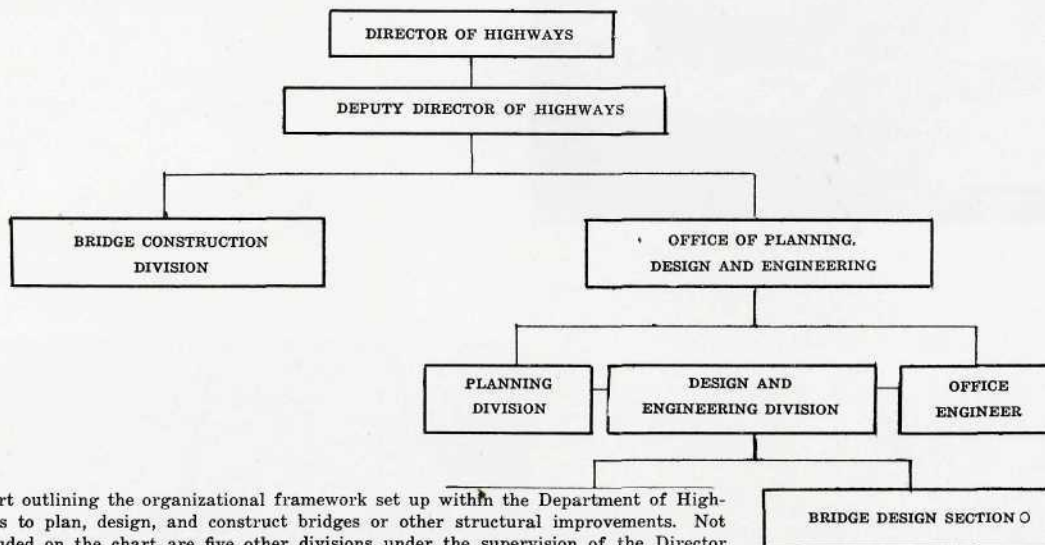 DIRECTOR OF HIGHWAYS
DEPUTY DIRECTOR OF HIGHWAYS
BRIDGE CONSTRUCTION
DIVISION
OFFICE OF PLANNING,
DESIGN AND ENGINEERING
PLANNING
DIVISION
DESIGN AND
ENGINEERING DIVISION
OFFICE
ENGINEER
rt outlining the organizational framework set up within the Department of High-
s to plan, design, and construct bridges or other structural improvements. Not
uded on the chart are five other divisions under the supervision of the Director
BRIDGE DESIGN SECTION